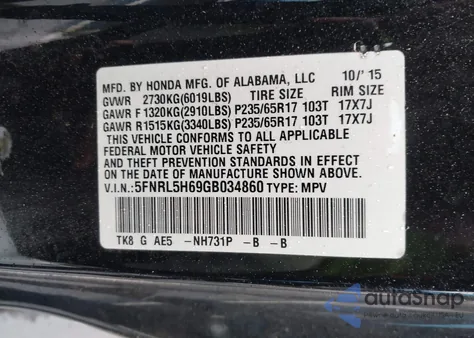 MFD. BY HONDA MFG. OF ALABAMA, LLC 10/'15
GVWR 2730KG(6019LBS) TIRE SIZE RIM SIZE
GAWR F1320KG(2910LBS) P235/65R17 103T 17X7J
GAWR R1515KG(3340LBS) P235/65R17 103T 17X7J
THIS VEHICLE CONFORMS TO ALL APPLICABLE
FEDERAL MOTOR VEHICLE SAFETY
AND THEFT PREVENTION STANDARDS IN EFFECT
ON THE DATE OF MANUFACTURE SHOWN ABOVE.
V.I.N.: 5FNRL5H69GB034860 TYPE: MPV
TK8 G AE5 -NH731P -B -B
autoSnap